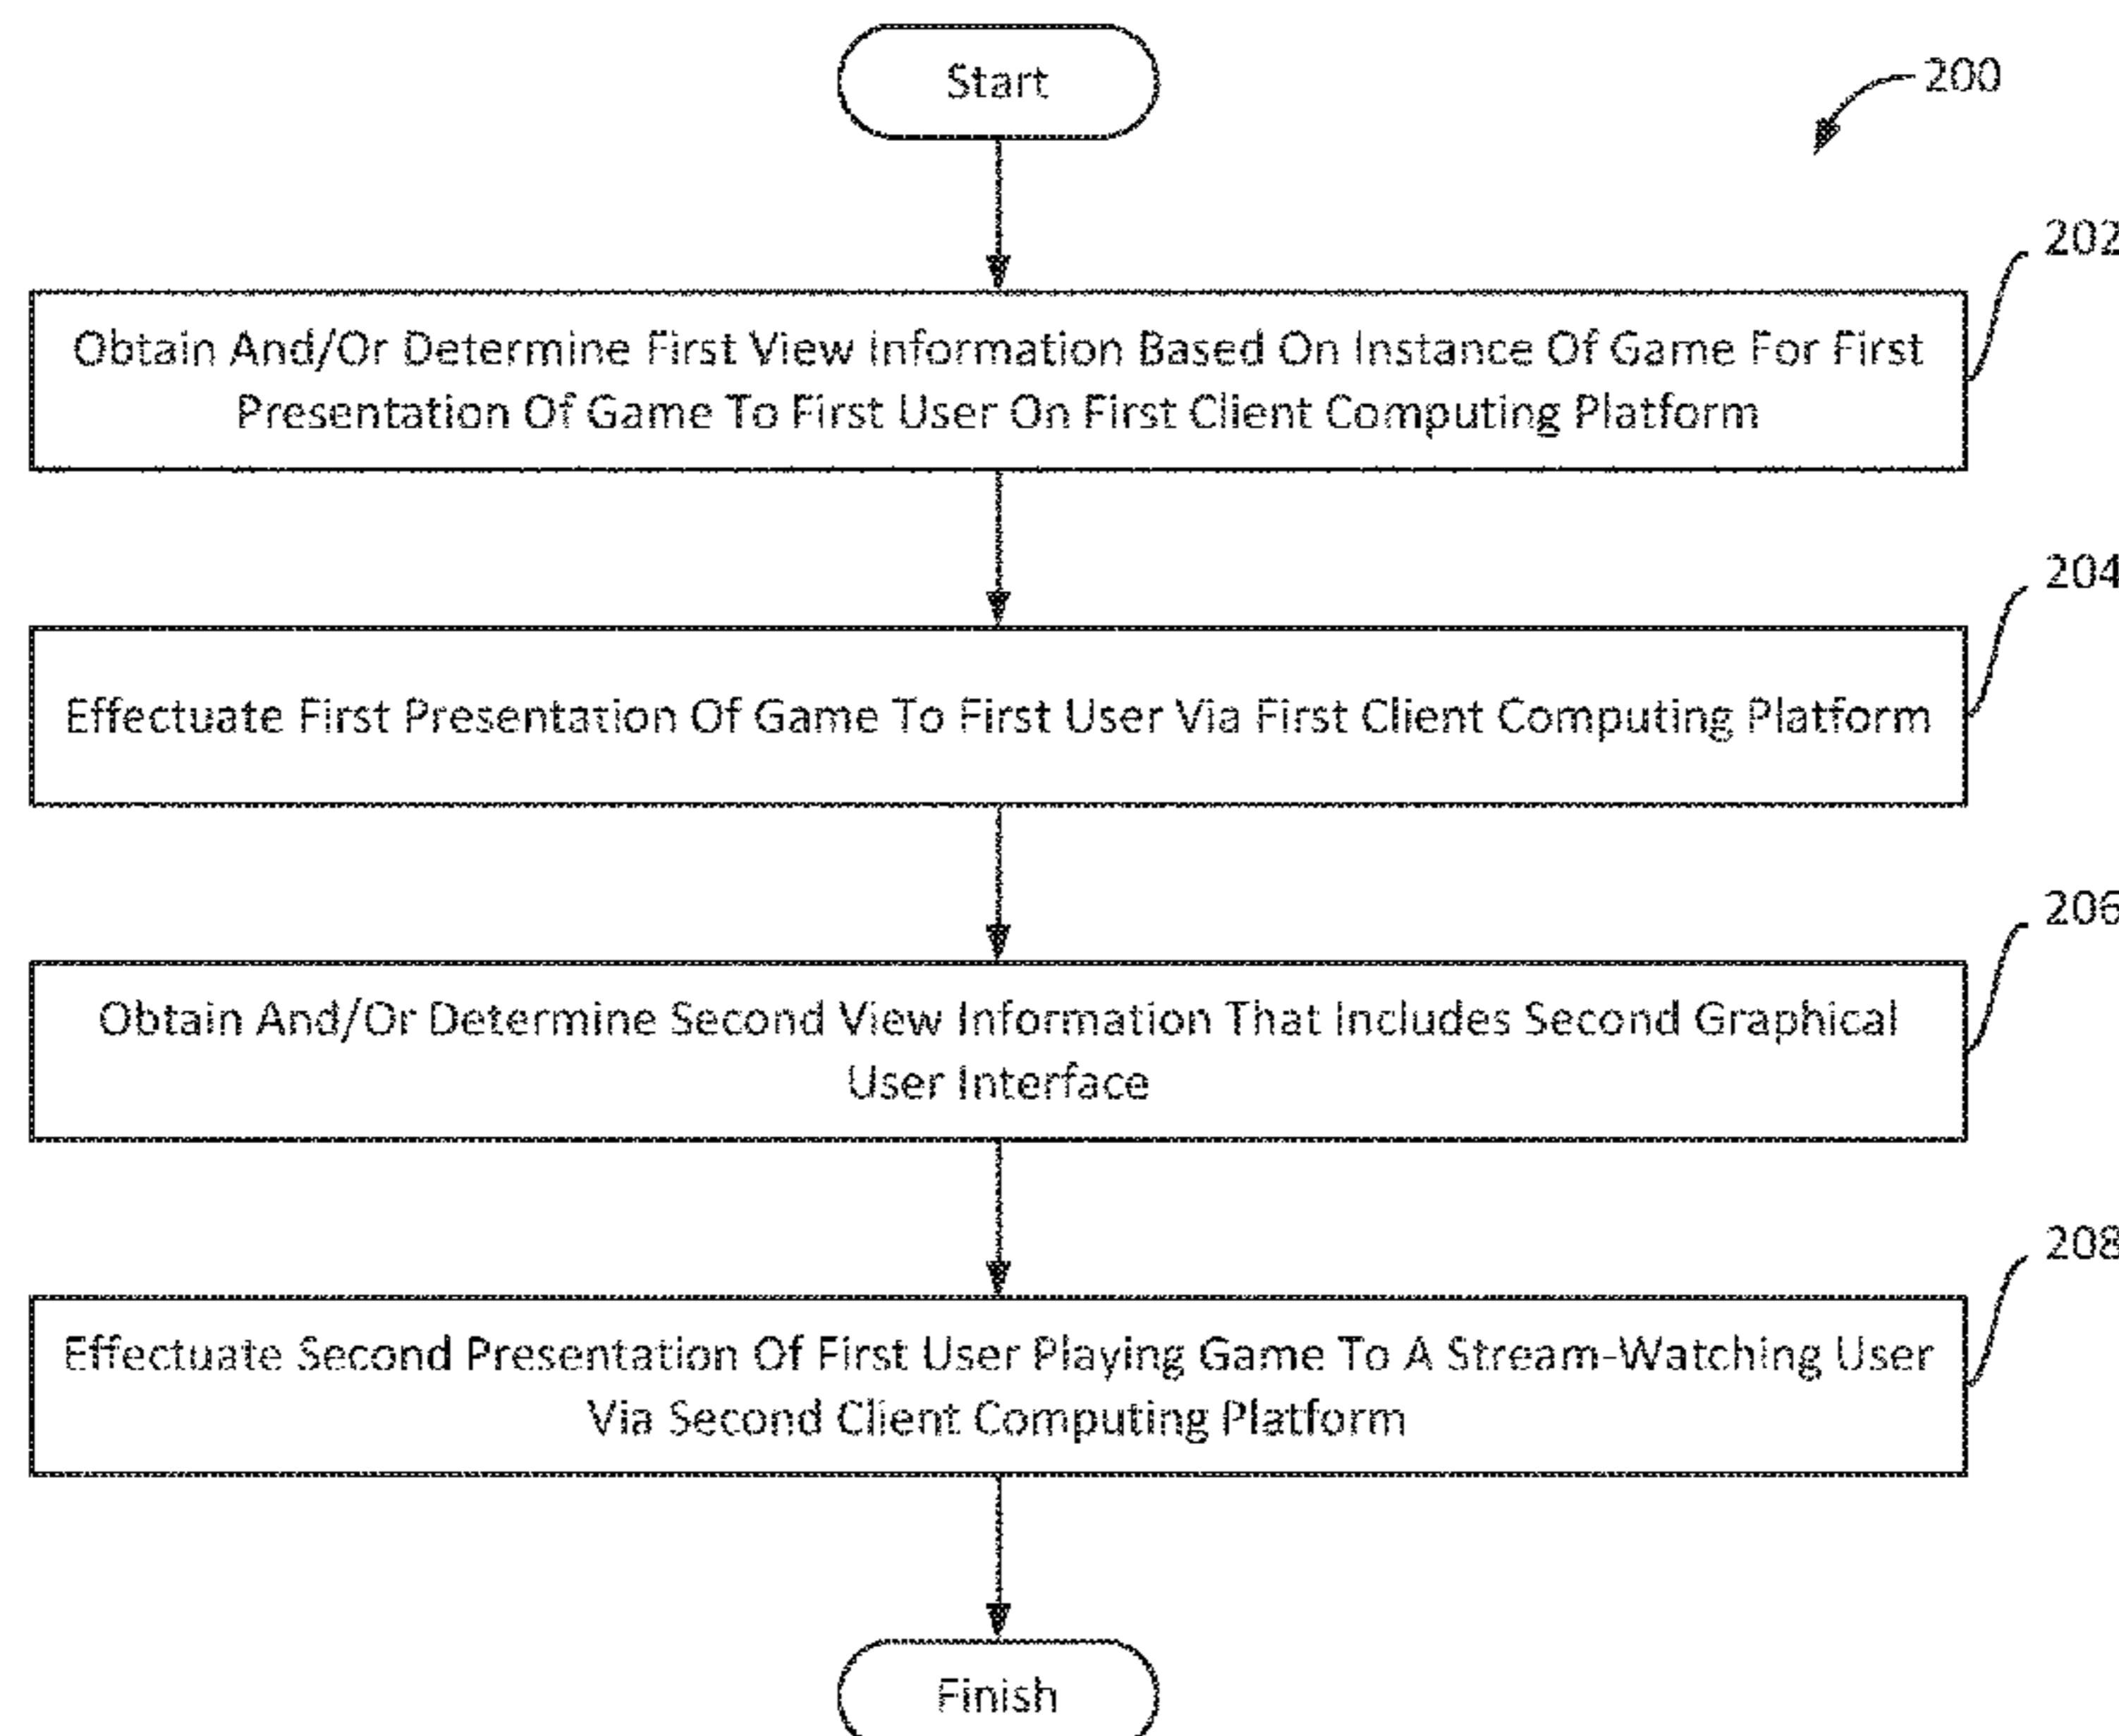 Start
200
202
Obtain And/Or Determine First View Information Based On Instance Of Game For First
Presentation Of Game To First User On First Client Computing Platform
204
Effectuate First Presentation Of Game To First User Via First Client Computing Platform
206
Obtain And/Or Determine Second View Information That Includes Second Graphical
User Interface
208
Effectuate Second Presentation Of First User Playing Game To A Stream-Watching User
Via Second Client Computing Platform
Finish